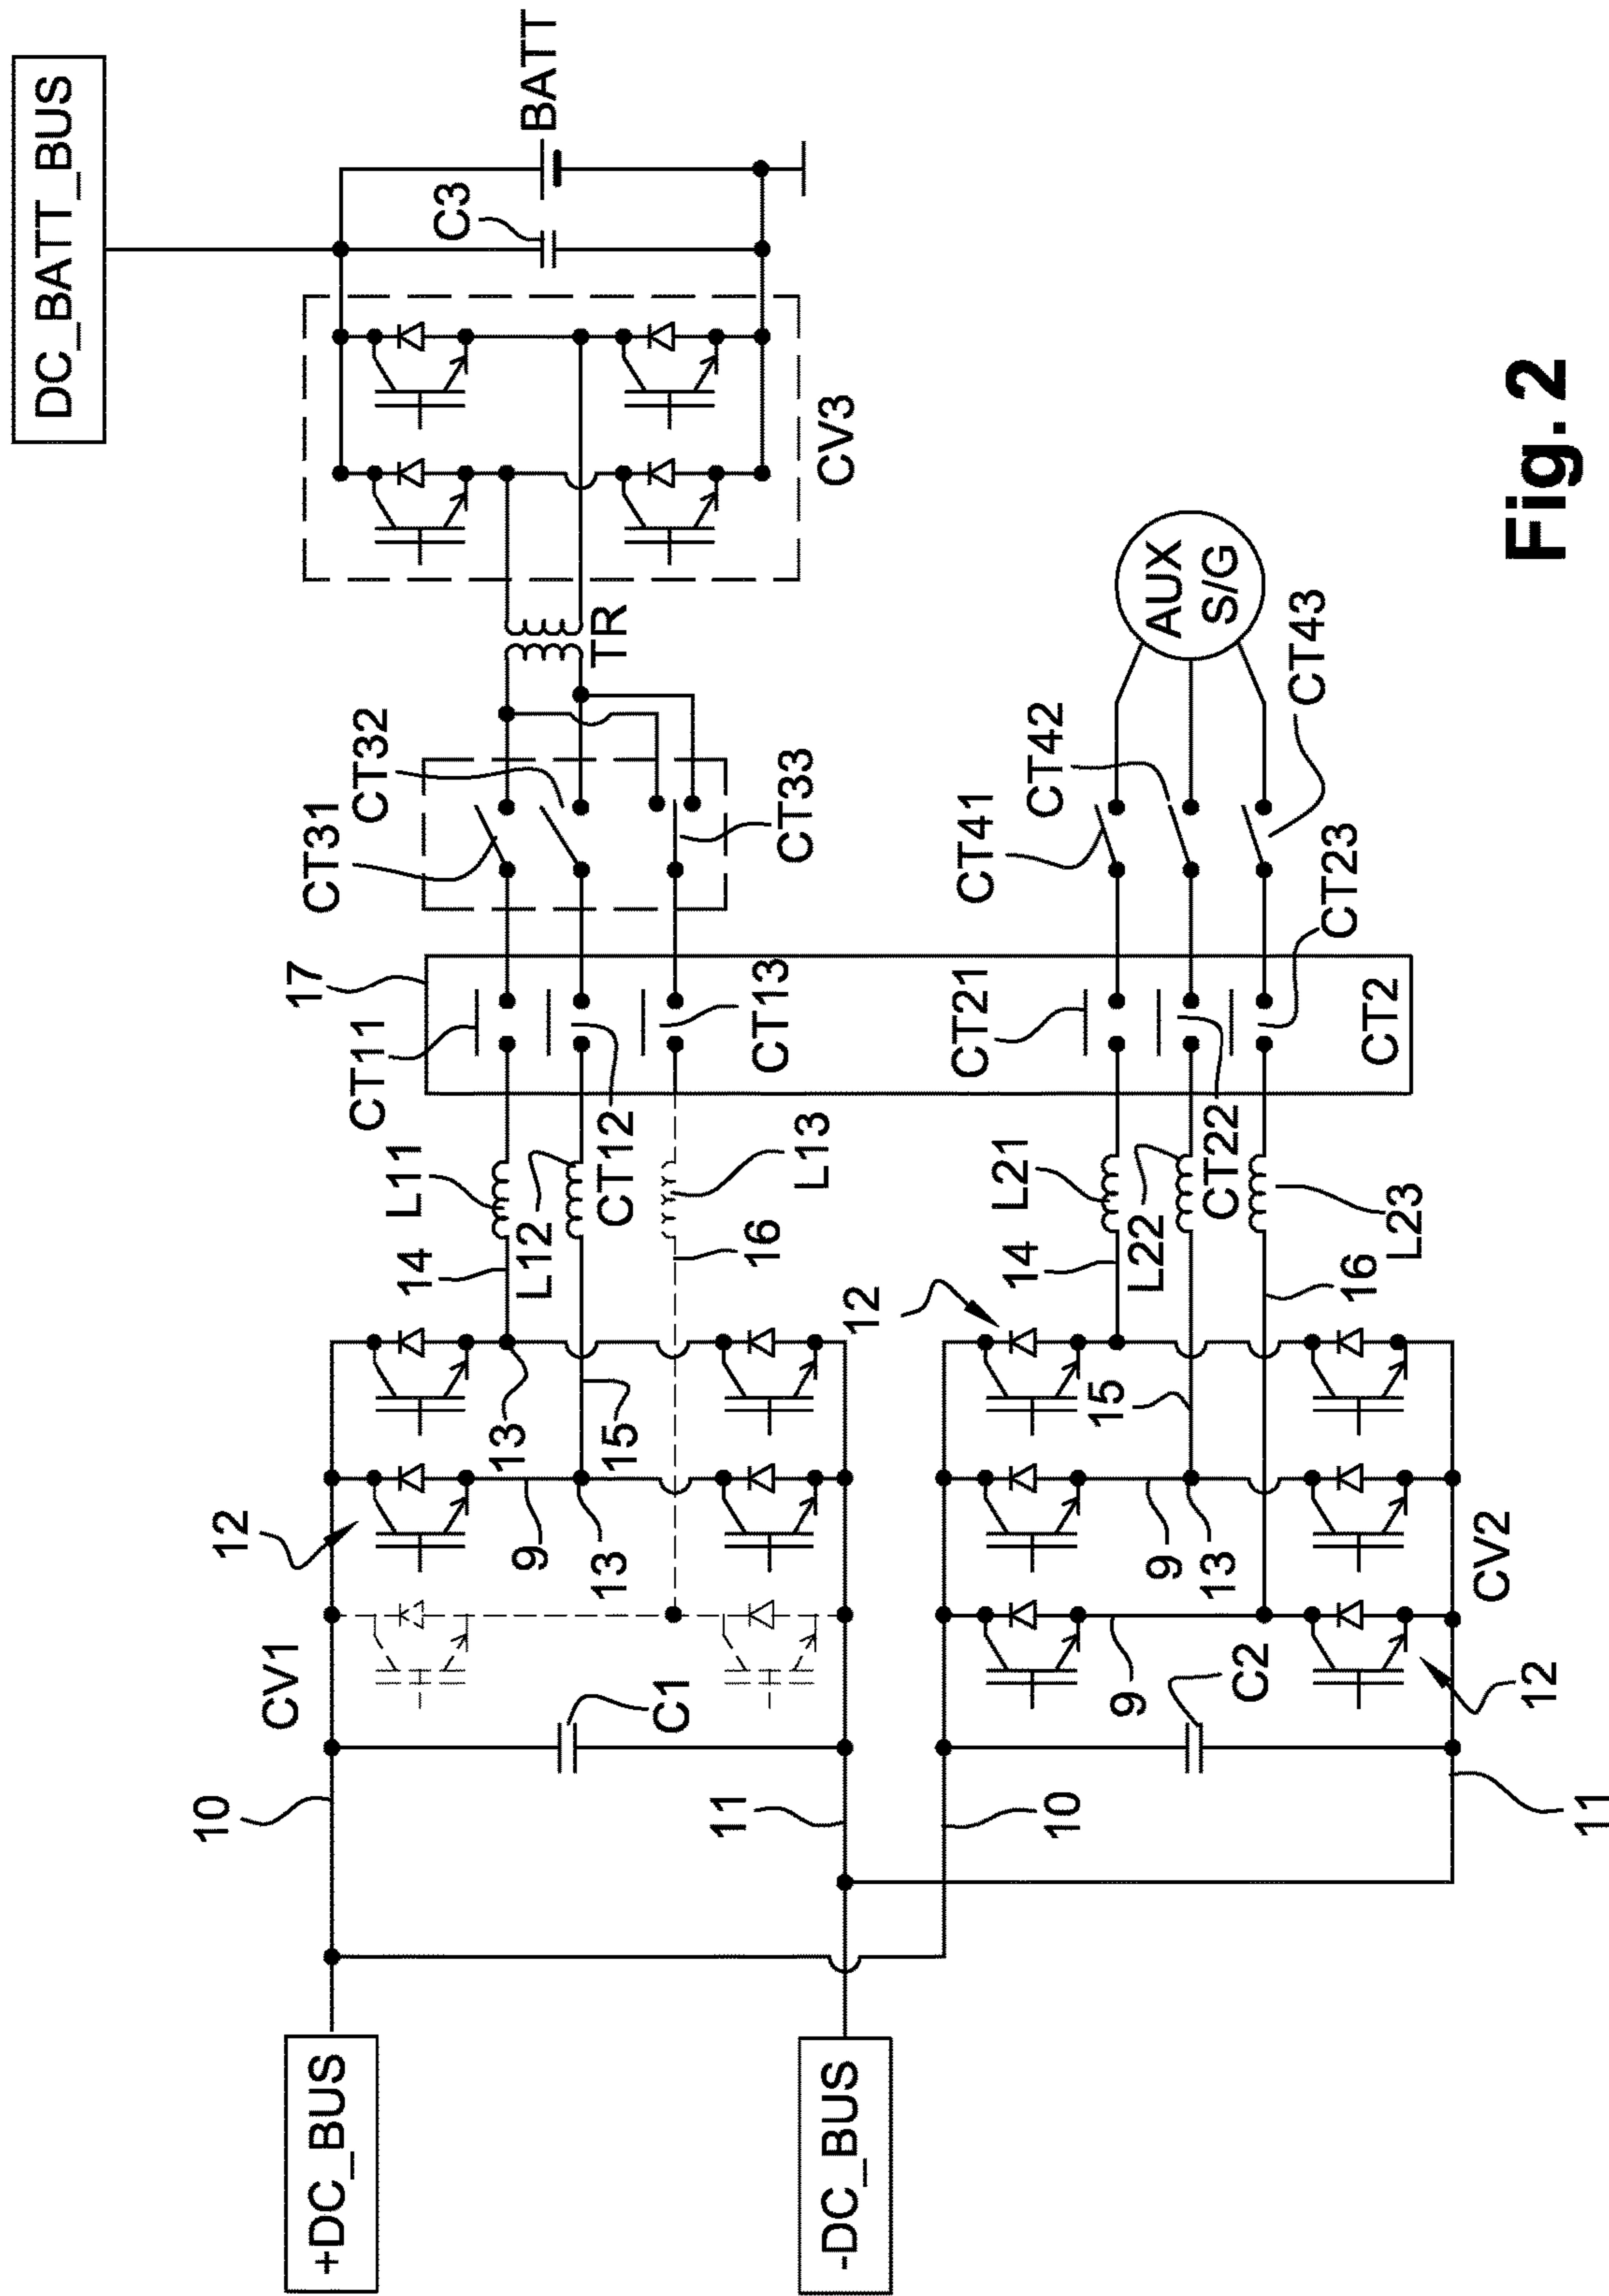 DC_BATT_BUS
BATT
C3
CV3
TR
CT31
CT32
CT33
17
CT11
CT12
CT13
L11
L12
L13
14
15
16
13
13
9
12
CV1
C1
10
11
+DC_BUS
-DC_BUS
AUX
S/G
CT41
CT42
CT43
CT21
CT22
CT23
CT2
L21
L22
L23
14
15
16
12
9
13
9
12
CV2
C2
10
11
Fig. 2